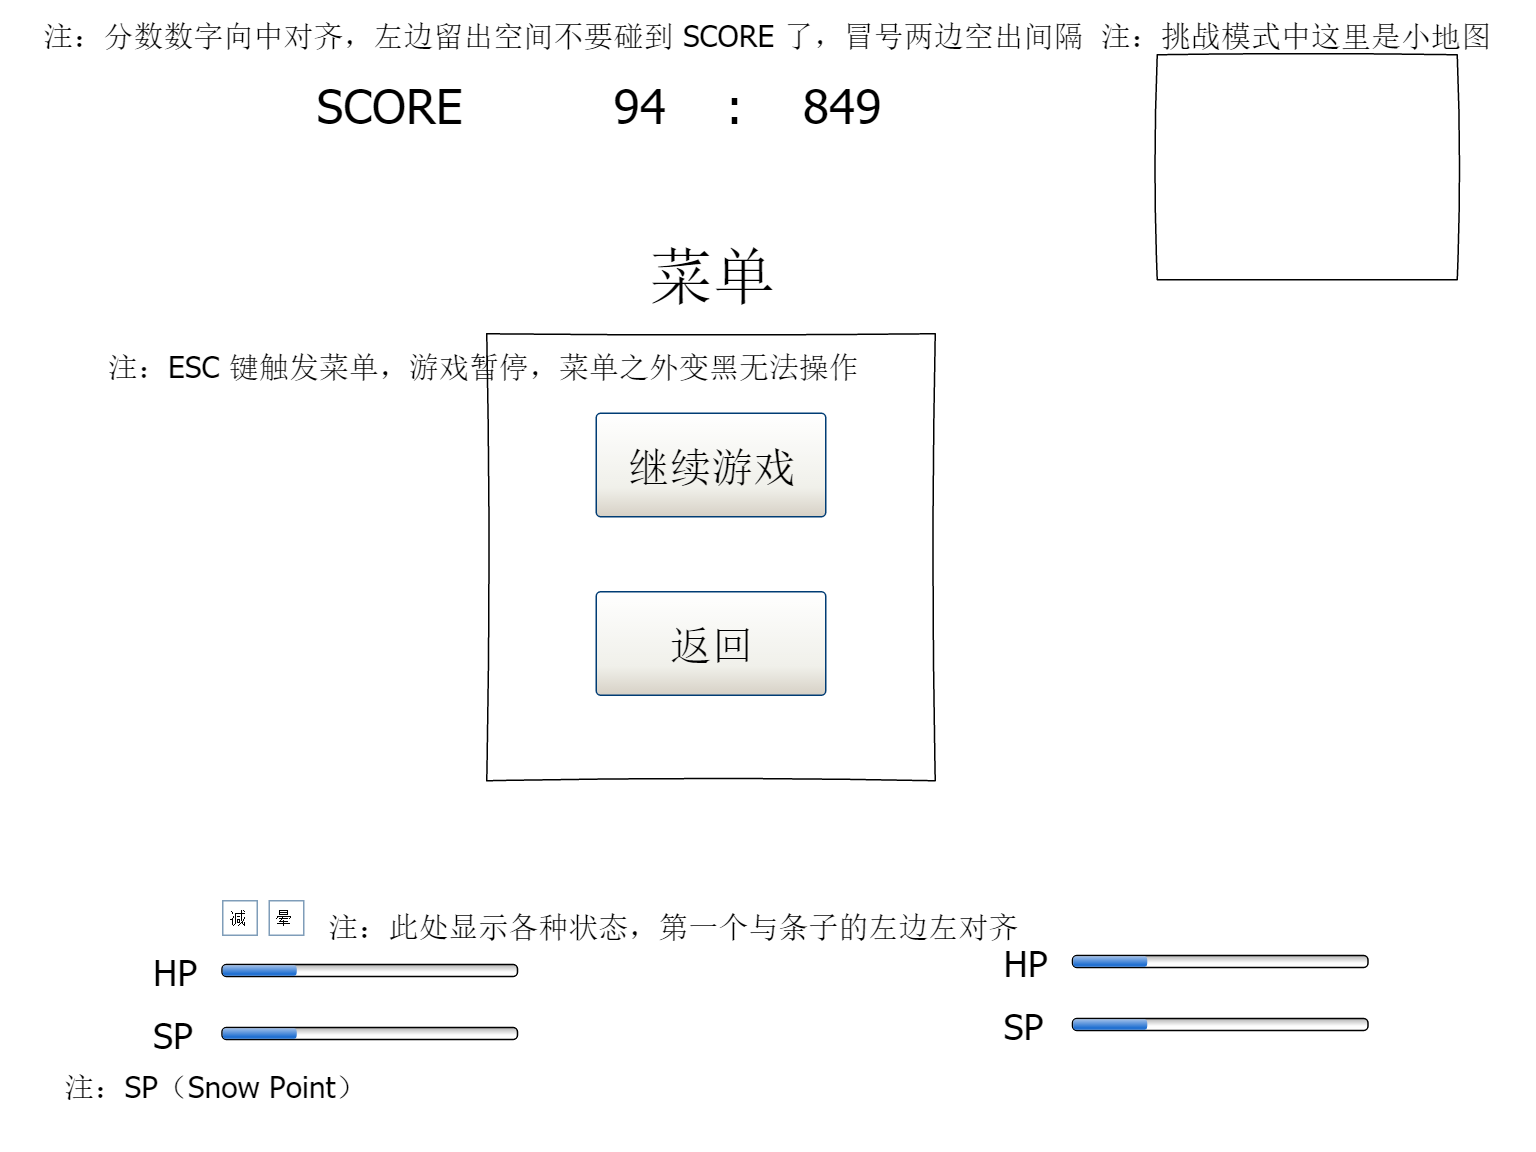 注：分数数字向中对齐，左边留出空间不要碰到 SCORE 了，冒号两边空出间隔
注：挑战模式中这里是小地图
SCORE 94 : 849
菜单
注：ESC 键触发菜单，游戏暂停，菜单之外变黑无法操作
继续游戏
返回
减 晕
注：此处显示各种状态，第一个与条子的左边左对齐
HP
HP
SP
SP
注：SP（Snow Point）